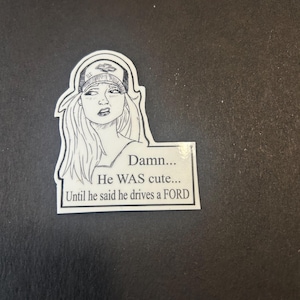 Damn...
He WAS cute...
Until he said he drives a FORD